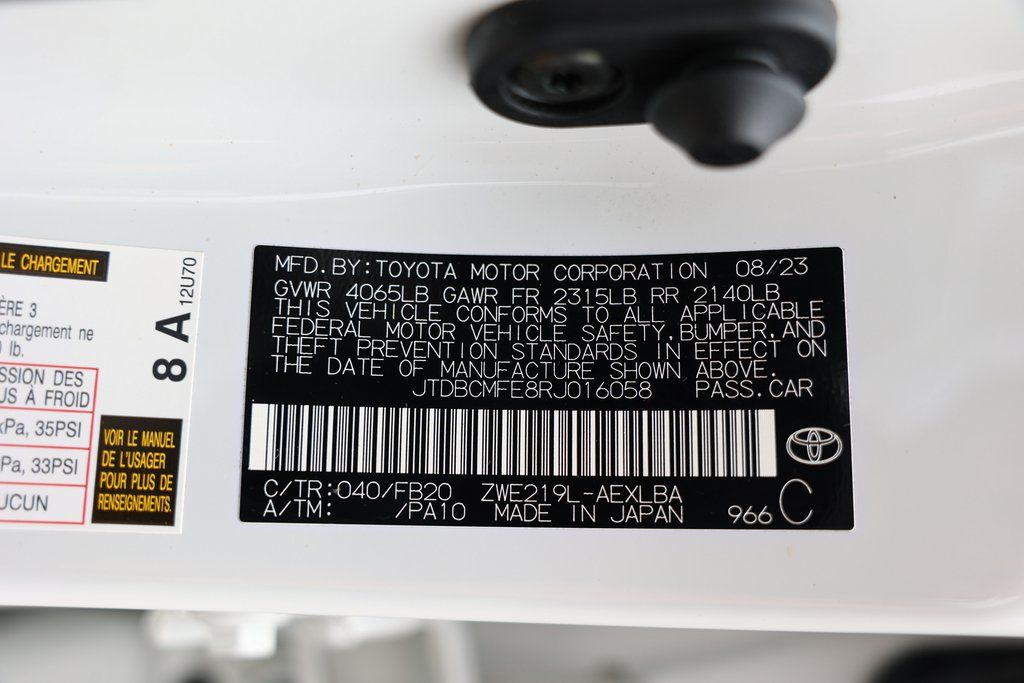 LE CHARGEMENT
ÈRE 3
chargement ne
lb.
SSION DES
US À FROID
kPa, 35PSI
kPa, 33PSI
UCUN
8 A
12U70
VOIR LE MANUEL
DE L'USAGER
POUR PLUS DE
RENSEIGNEMENTS.
MFD.BY:TOYOTA MOTOR CORPORATION 08/23
GVWR 4065LB GAWR FR 2315LB RR 2140LB
THIS VEHICLE CONFORMS TO ALL APPLICABLE
FEDERAL MOTOR VEHICLE SAFETY,BUMPER,AND
THEFT PREVENTION STANDARDS IN EFFECT ON
THE DATE OF MANUFACTURE SHOWN ABOVE.
JTDBCMFE8RJ016058 PASS.CAR
C/TR:040/FB20 ZWE219L-AEXLBA
A/TM: /PA10 MADE IN JAPAN 966 C